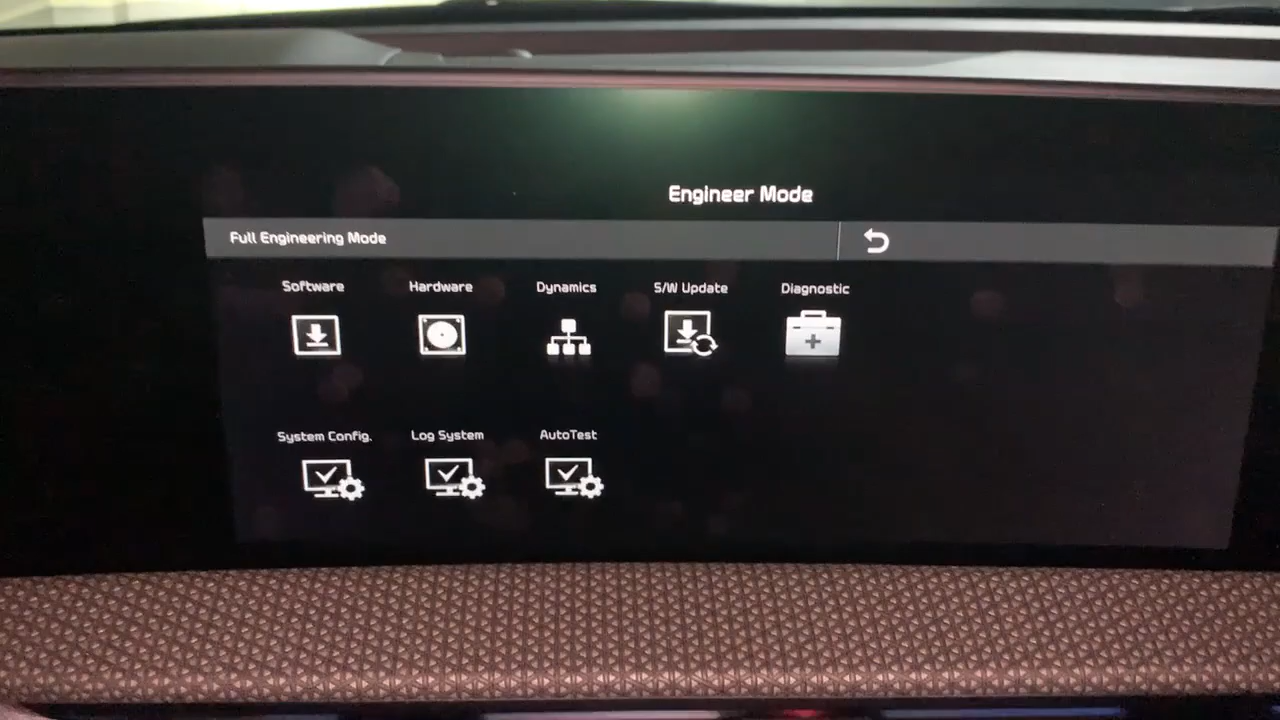 Engineer Mode
Full Engineering Mode
Software Hardware Dynamics S/W Update Diagnostic
System Config. Log System AutoTest